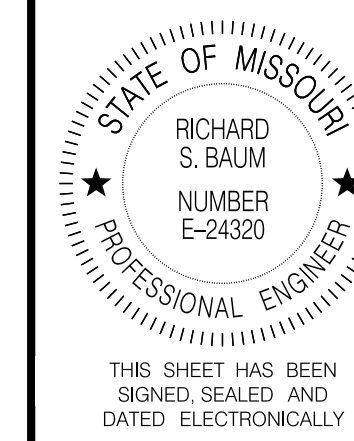 STATE OF MISSOURI
RICHARD
S. BAUM
NUMBER
E-24320
PROFESSIONAL ENGINEER
THIS SHEET HAS BEEN
SIGNED, SEALED AND
DATED ELECTRONICALLY